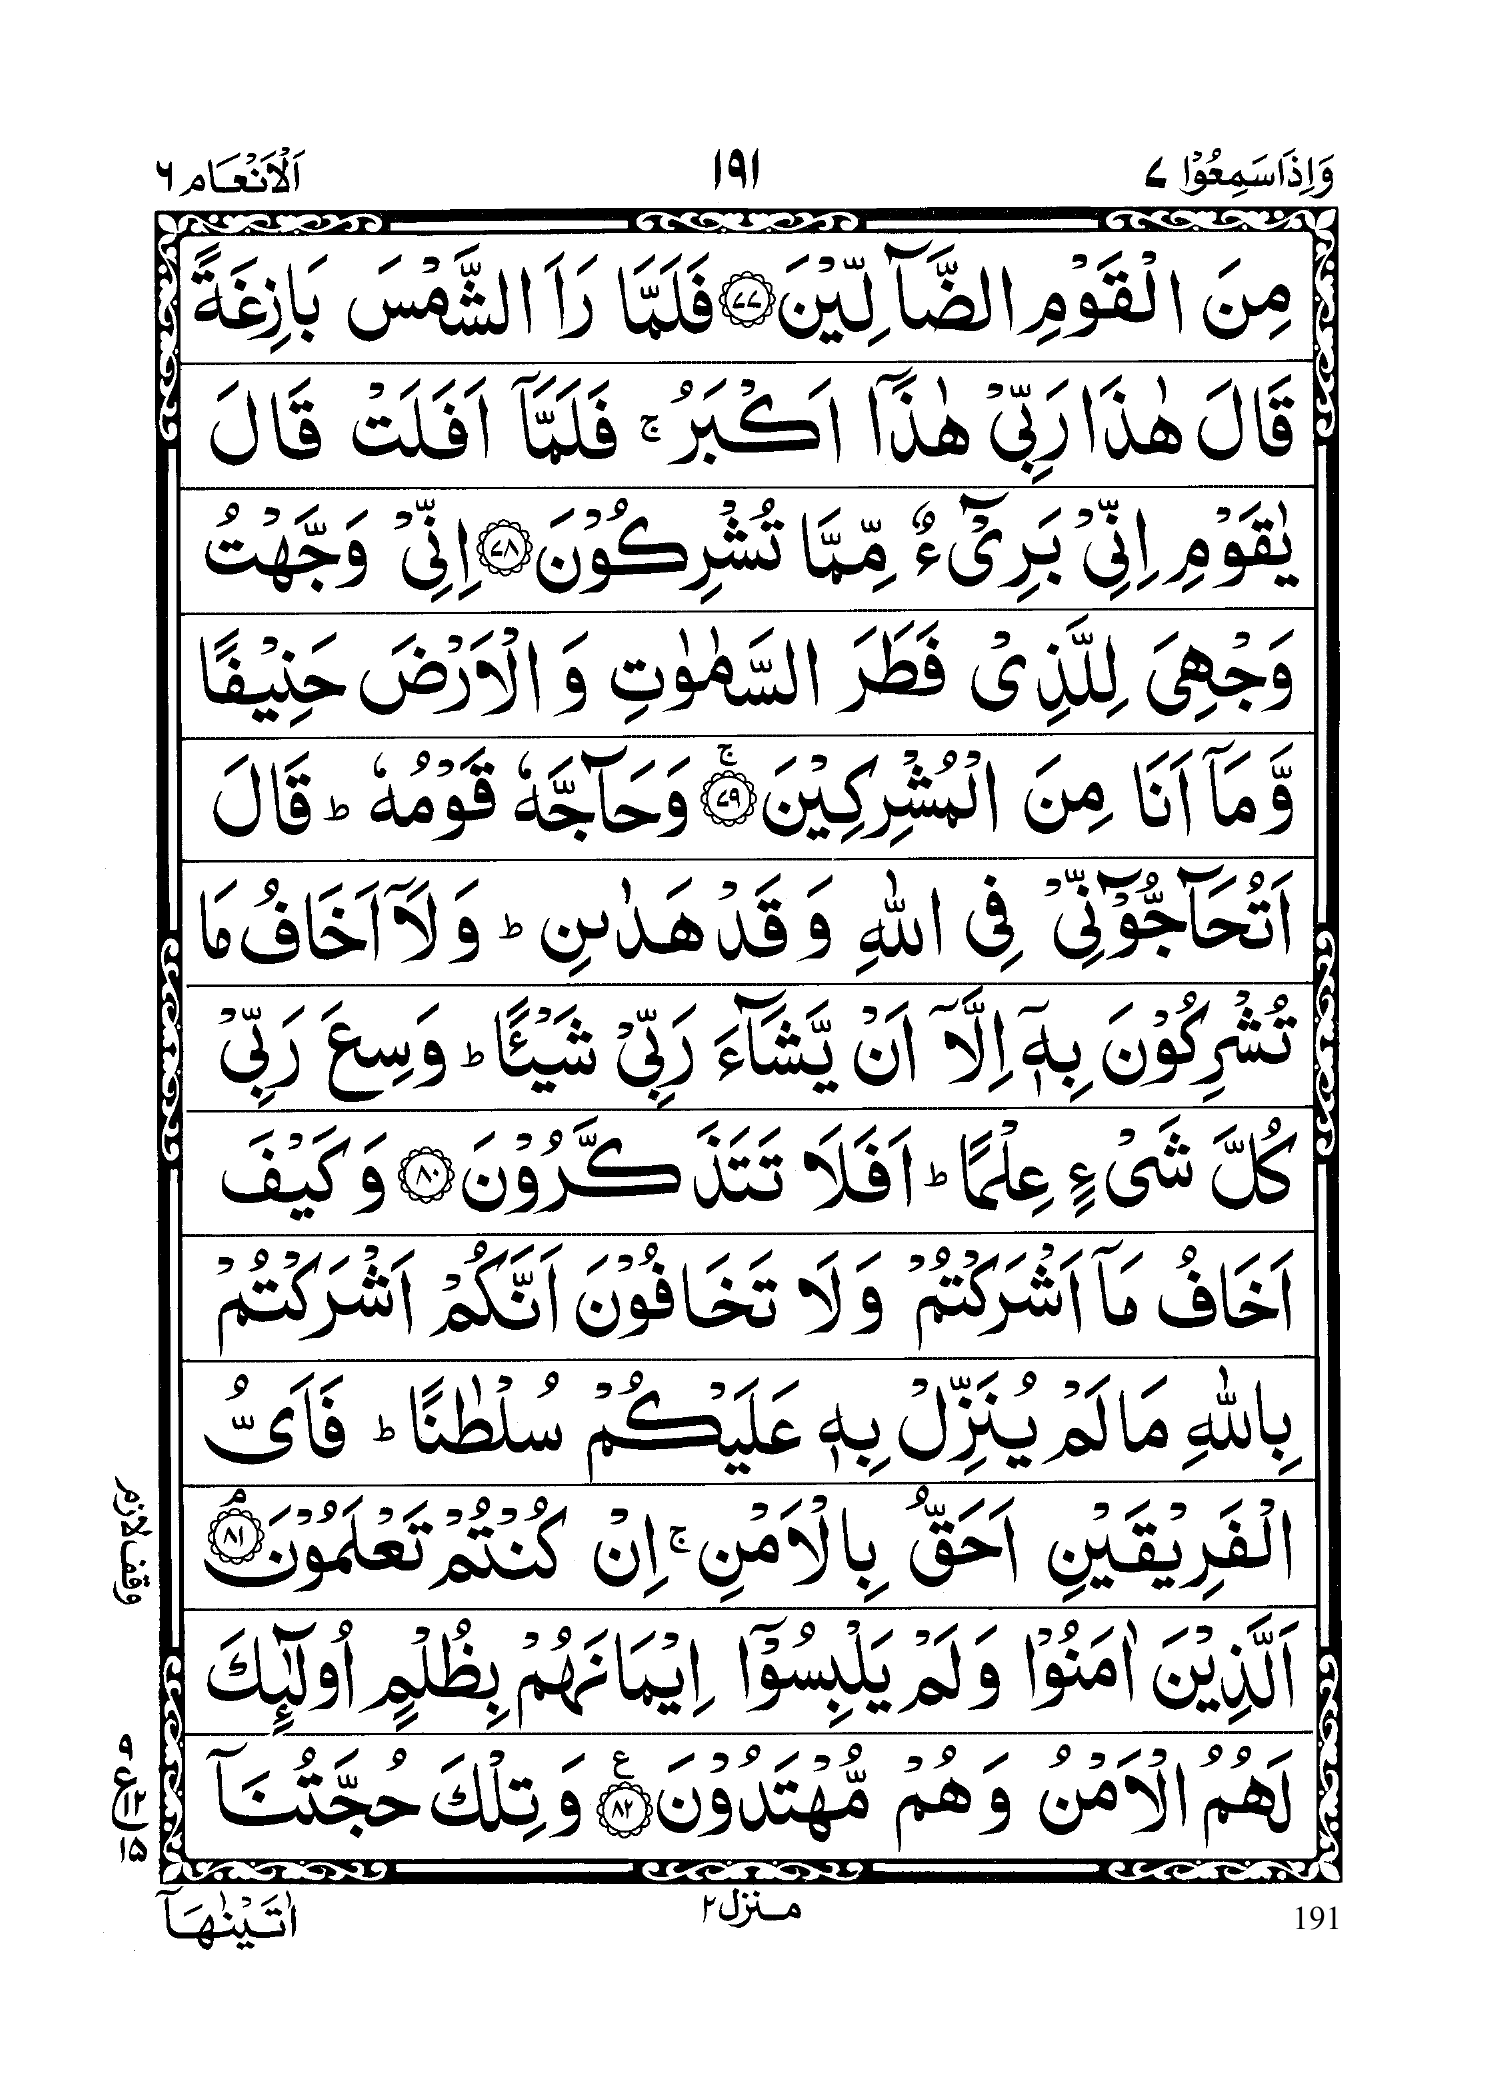 وَاِذَا سَمِعُوْا ٧ ١٩١ اَلْاَنْعَام ٦
مِنَ الْقَوْمِ الضَّآلِّيْنَ ﴿٧٧﴾ فَلَمَّا رَاَ الشَّمْسَ بَازِغَةً
قَالَ هٰذَا رَبِّيْ هٰذَاۤ اَكْبَرُ ۚ فَلَمَّاۤ اَفَلَتْ قَالَ
يٰقَوْمِ اِنِّيْ بَرِيْٓءٌ مِّمَّا تُشْرِكُوْنَ ﴿٧٨﴾ اِنِّيْ وَجَّهْتُ
وَجْهِيَ لِلَّذِيْ فَطَرَ السَّمٰوٰتِ وَ الْاَرْضَ حَنِيْفًا
وَّ مَاۤ اَنَا مِنَ الْمُشْرِكِيْنَ ﴿٧٩﴾ ۚ وَحَآجَّهٗ قَوْمُهٗ ؕ قَالَ
اَتُحَآجُّوْٓنِّيْ فِي اللّٰهِ وَ قَدْ هَدٰىنِ ؕ وَ لَاۤ اَخَافُ مَا
تُشْرِكُوْنَ بِهٖۤ اِلَّاۤ اَنْ يَّشَآءَ رَبِّيْ شَيْـًٔا ؕ وَسِعَ رَبِّيْ
كُلَّ شَيْءٍ عِلْمًا ؕ اَفَلَا تَتَذَكَّرُوْنَ ﴿٨٠﴾ وَ كَيْفَ
اَخَافُ مَاۤ اَشْرَكْتُمْ وَ لَا تَخَافُوْنَ اَنَّكُمْ اَشْرَكْتُمْ
بِاللّٰهِ مَا لَمْ يُنَزِّلْ بِهٖ عَلَيْكُمْ سُلْطٰنًا ؕ فَاَيُّ
الْفَرِيْقَيْنِ اَحَقُّ بِالْاَمْنِ ۚ اِنْ كُنْتُمْ تَعْلَمُوْنَ ﴿٨١﴾ ۘ
وقف لازم
اَلَّذِيْنَ اٰمَنُوْا وَ لَمْ يَلْبِسُوْۤا اِيْمَانَهُمْ بِظُلْمٍ اُولٰٓئِكَ
لَهُمُ الْاَمْنُ وَ هُمْ مُّهْتَدُوْنَ ﴿٨٢﴾ ع وَ تِلْكَ حُجَّتُنَاۤ
٩
ع ١٢
١٥
191 منزل ٢ اٰتَيْنٰهَاۤ